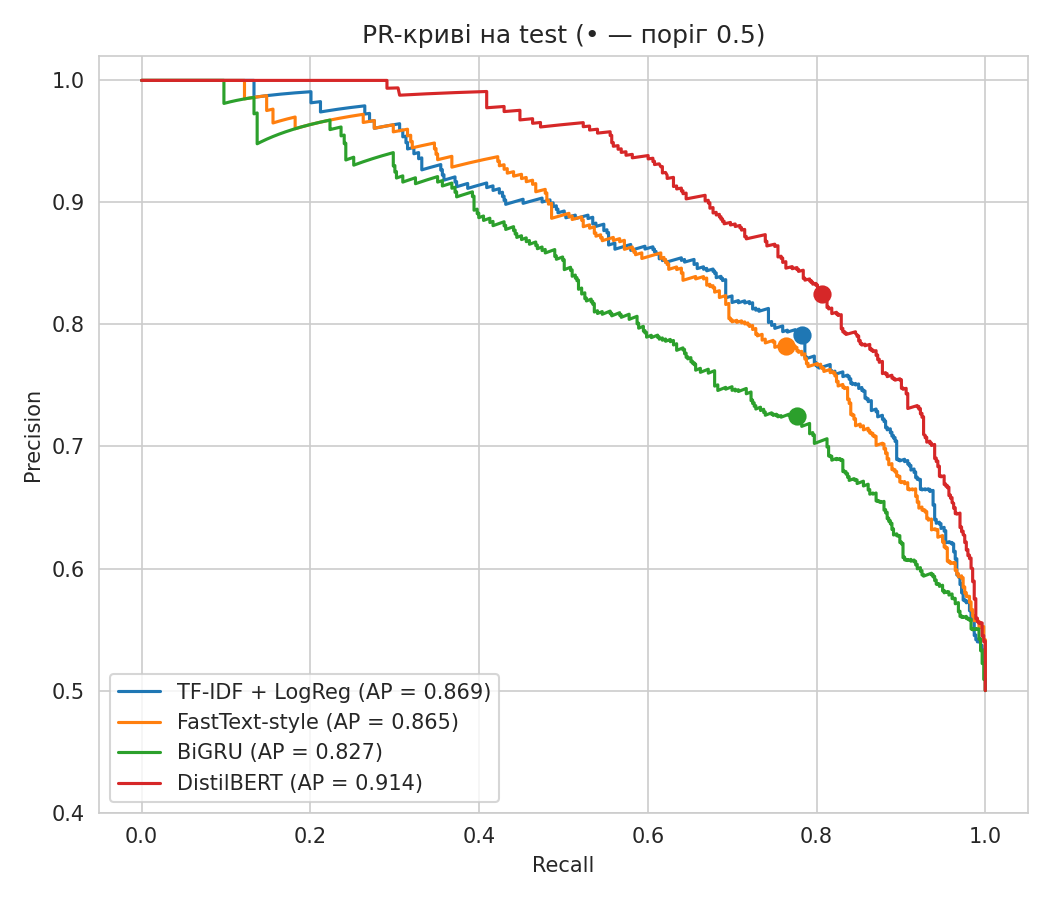 PR-криві на test (• — поріг 0.5)
Precision
1.0
0.9
0.8
0.7
0.6
0.5
0.4
TF-IDF + LogReg (AP = 0.869)
FastText-style (AP = 0.865)
BiGRU (AP = 0.827)
DistilBERT (AP = 0.914)
0.0 0.2 0.4 0.6 0.8 1.0
Recall